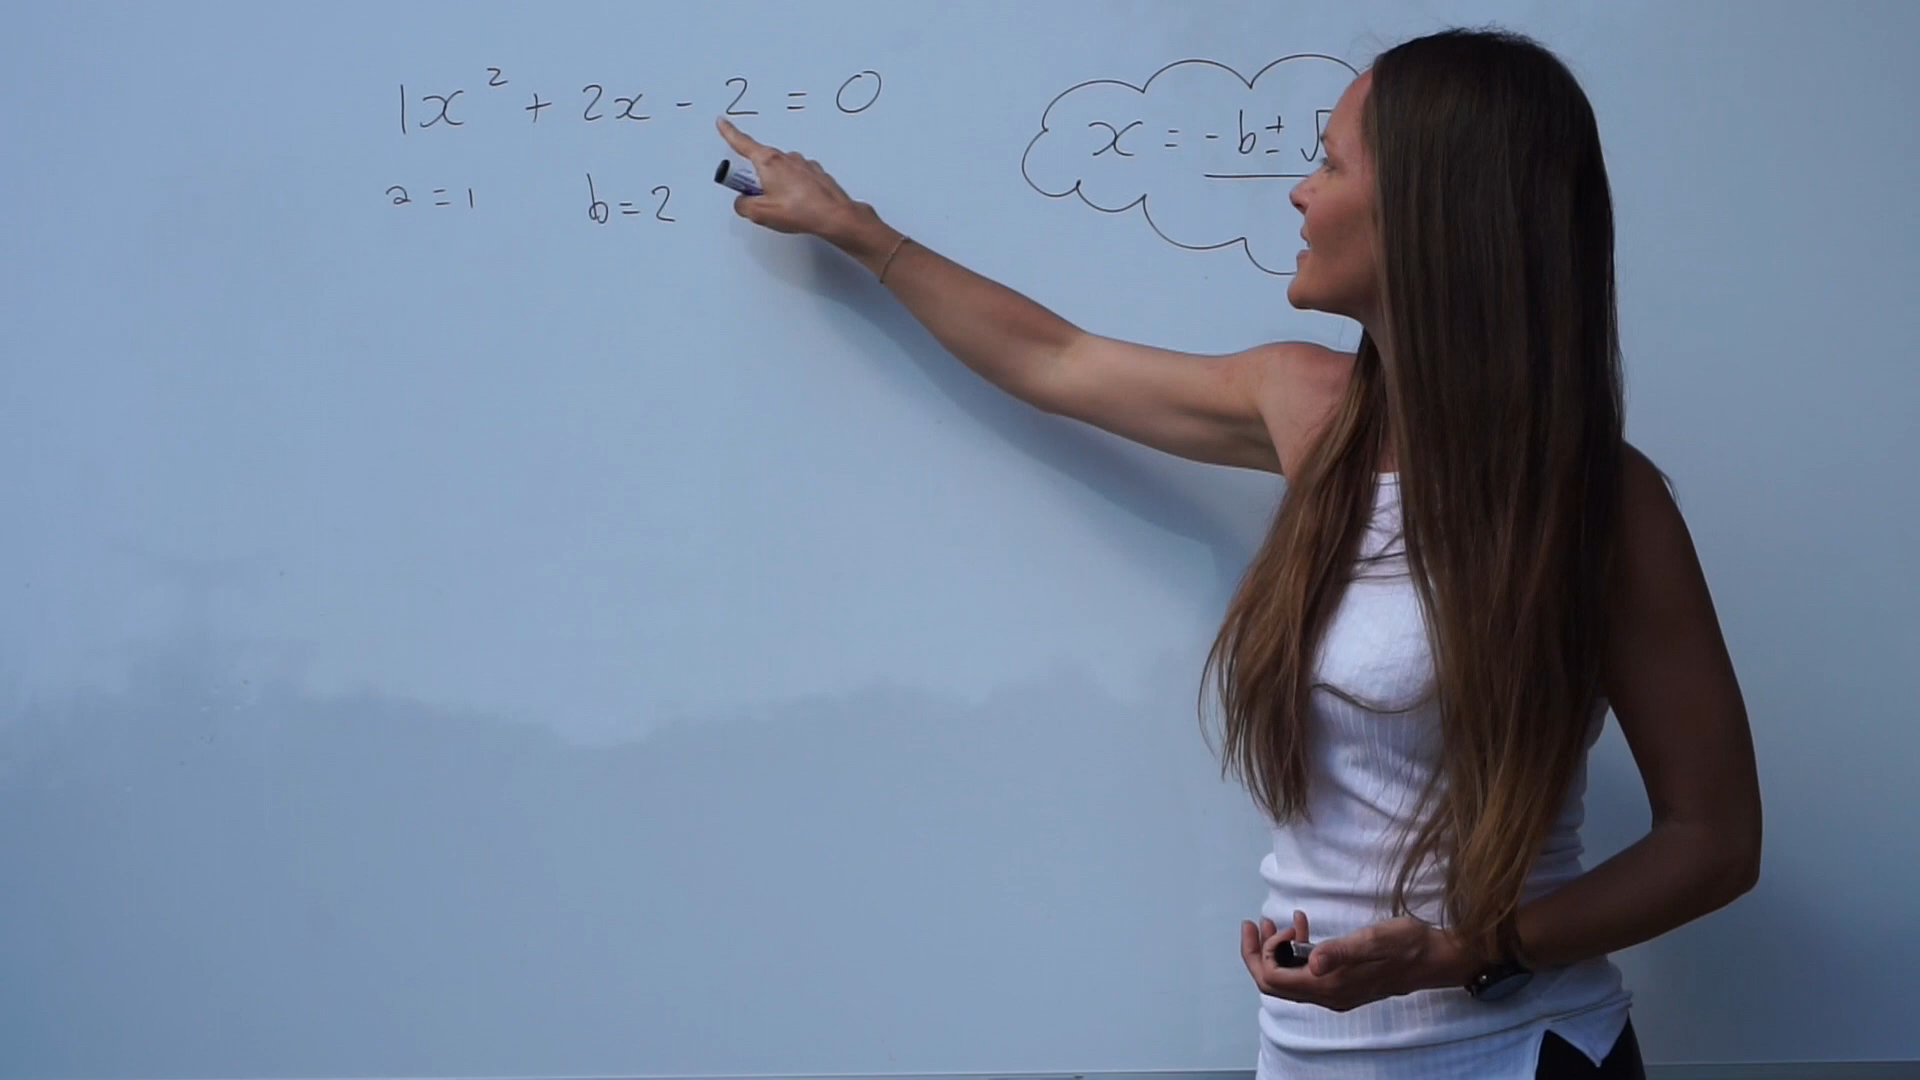 1x² + 2x - 2 = 0
a = 1 b = 2
x = -b ± √